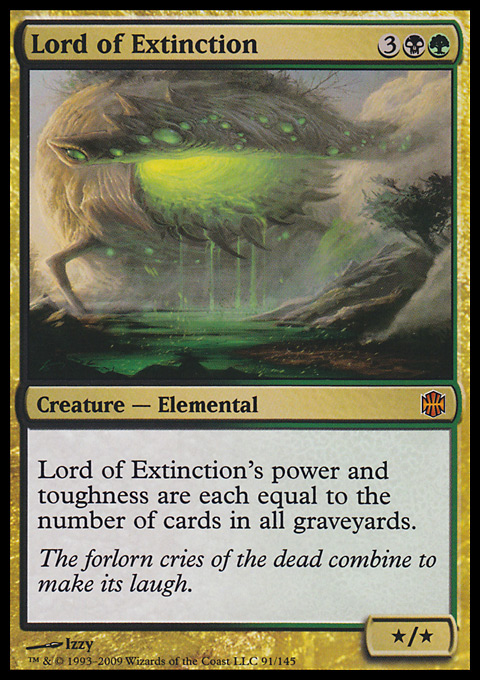 Lord of Extinction 3
Creature — Elemental
Lord of Extinction's power and
toughness are each equal to the
number of cards in all graveyards.
The forlorn cries of the dead combine to
make its laugh.
★/★
Izzy
™ & © 1993–2009 Wizards of the Coast LLC 91/145